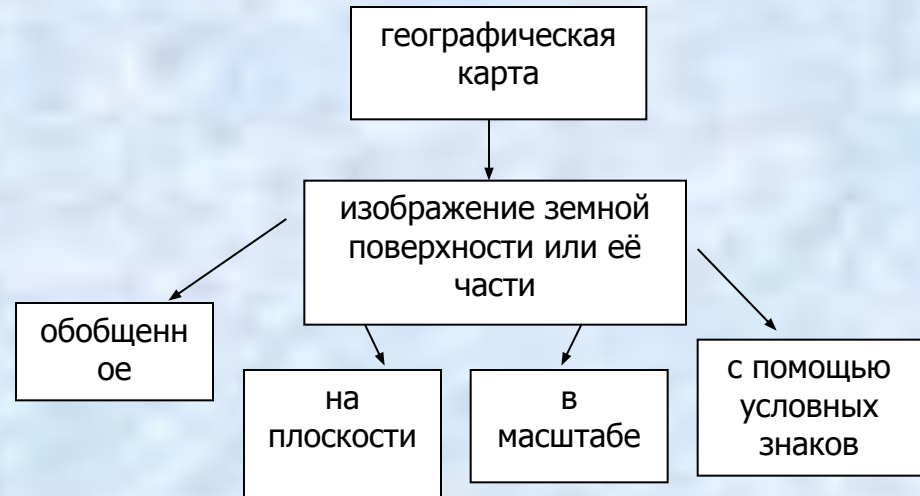 географическая
карта
изображение земной
поверхности или её
части
обобщенн
ое
на
плоскости
в
масштабе
с помощью
условных
знаков